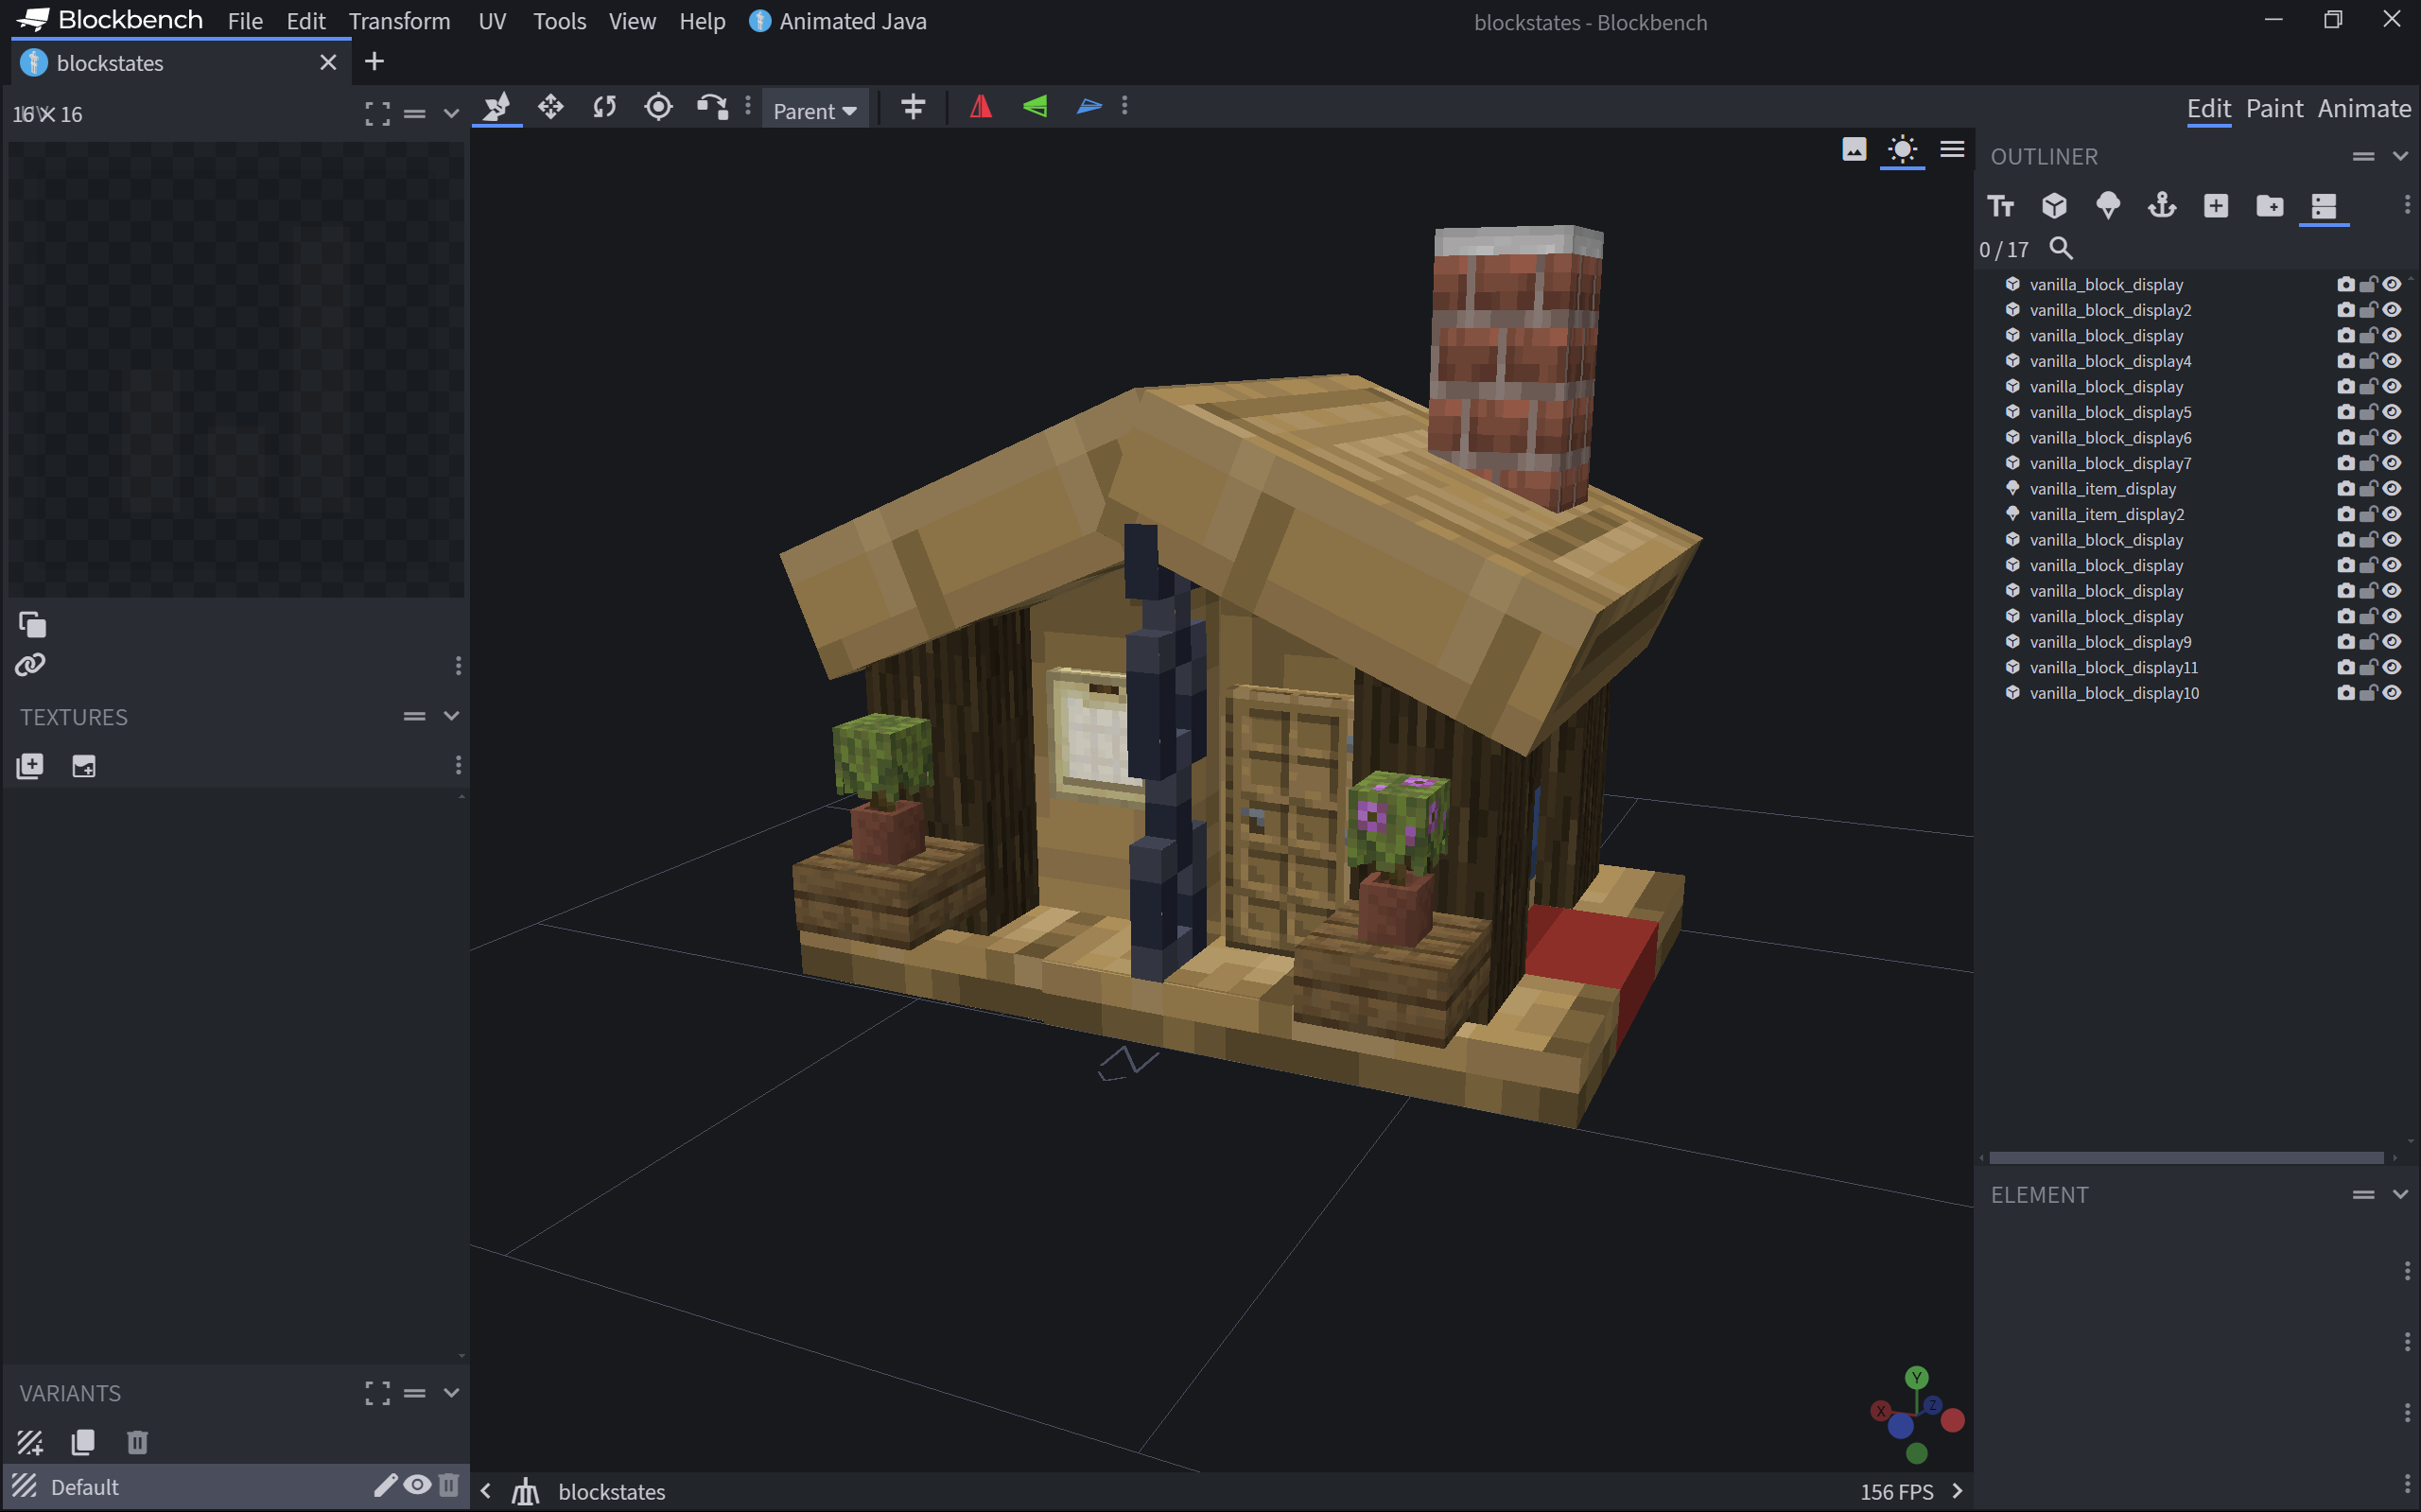 Blockbench File Edit Transform UV Tools View Help Animated Java
blockstates - Blockbench
blockstates
16 × 16
Parent
Edit Paint Animate
OUTLINER
0 / 17
vanilla_block_display
vanilla_block_display2
vanilla_block_display
vanilla_block_display4
vanilla_block_display
vanilla_block_display5
vanilla_block_display6
vanilla_block_display7
vanilla_item_display
vanilla_item_display2
vanilla_block_display
vanilla_block_display
vanilla_block_display
vanilla_block_display
vanilla_block_display9
vanilla_block_display11
vanilla_block_display10
TEXTURES
ELEMENT
VARIANTS
Default
Y
X
Z
blockstates
156 FPS